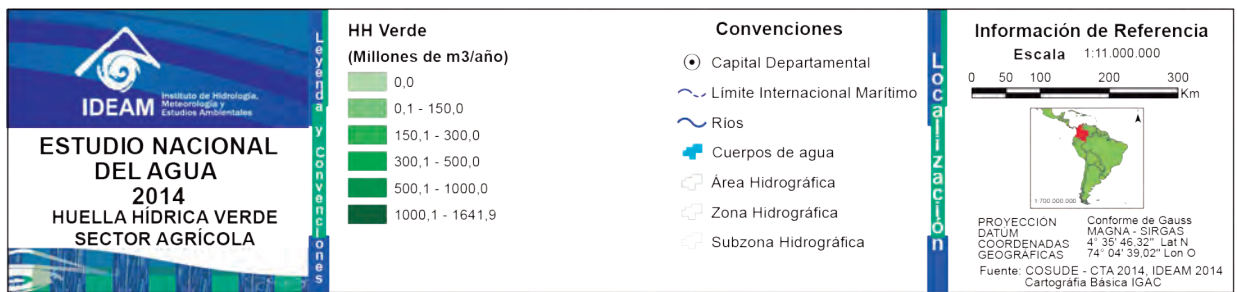 IDEAM
Instituto de Hidrología,
Meteorología y
Estudios Ambientales
ESTUDIO NACIONAL
DEL AGUA
2014
HUELLA HÍDRICA VERDE
SECTOR AGRÍCOLA
Leyenda y Convenciones
HH Verde
(Millones de m3/año)
0,0
0,1 - 150,0
150,1 - 300,0
300,1 - 500,0
500,1 - 1000,0
1000,1 - 1641,9
Convenciones
Capital Departamental
Límite Internacional Marítimo
Ríos
Cuerpos de agua
Área Hidrográfica
Zona Hidrográfica
Subzona Hidrográfica
Localización
Información de Referencia
Escala 1:11.000.000
0 50 100 200 300
Km
1:700.000.000
PROYECCIÓN Conforme de Gauss
DATUM MAGNA - SIRGAS
COORDENADAS 4° 35' 46,32" Lat N
GEOGRÁFICAS 74° 04' 39,02" Lon O
Fuente: COSUDE - CTA 2014, IDEAM 2014
Cartografía Básica IGAC